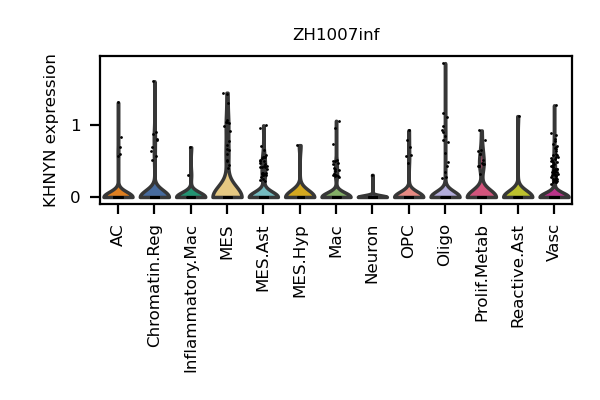 ZH1007inf
KHNYN expression
1
0
AC
Chromatin.Reg
Inflammatory.Mac
MES
MES.Ast
MES.Hyp
Mac
Neuron
OPC
Oligo
Prolif.Metab
Reactive.Ast
Vasc